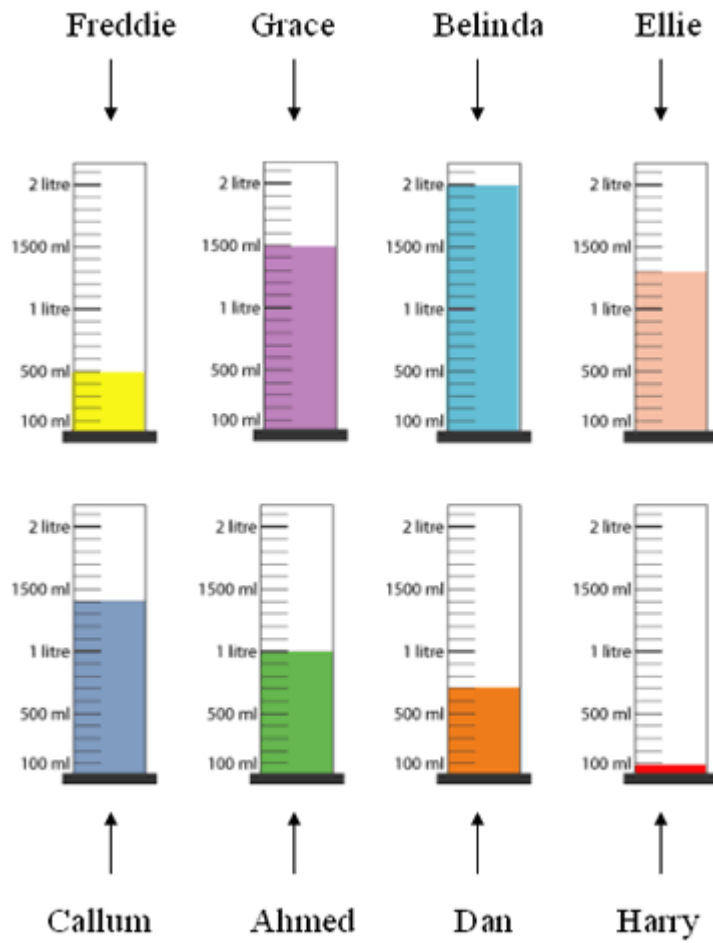 Freddie Grace Belinda Ellie
2 litre 2 litre 2 litre 2 litre
1500 ml 1500 ml 1500 ml 1500 ml
1 litre 1 litre 1 litre 1 litre
500 ml 500 ml 500 ml 500 ml
100 ml 100 ml 100 ml 100 ml
2 litre 2 litre 2 litre 2 litre
1500 ml 1500 ml 1500 ml 1500 ml
1 litre 1 litre 1 litre 1 litre
500 ml 500 ml 500 ml 500 ml
100 ml 100 ml 100 ml 100 ml
Callum Ahmed Dan Harry